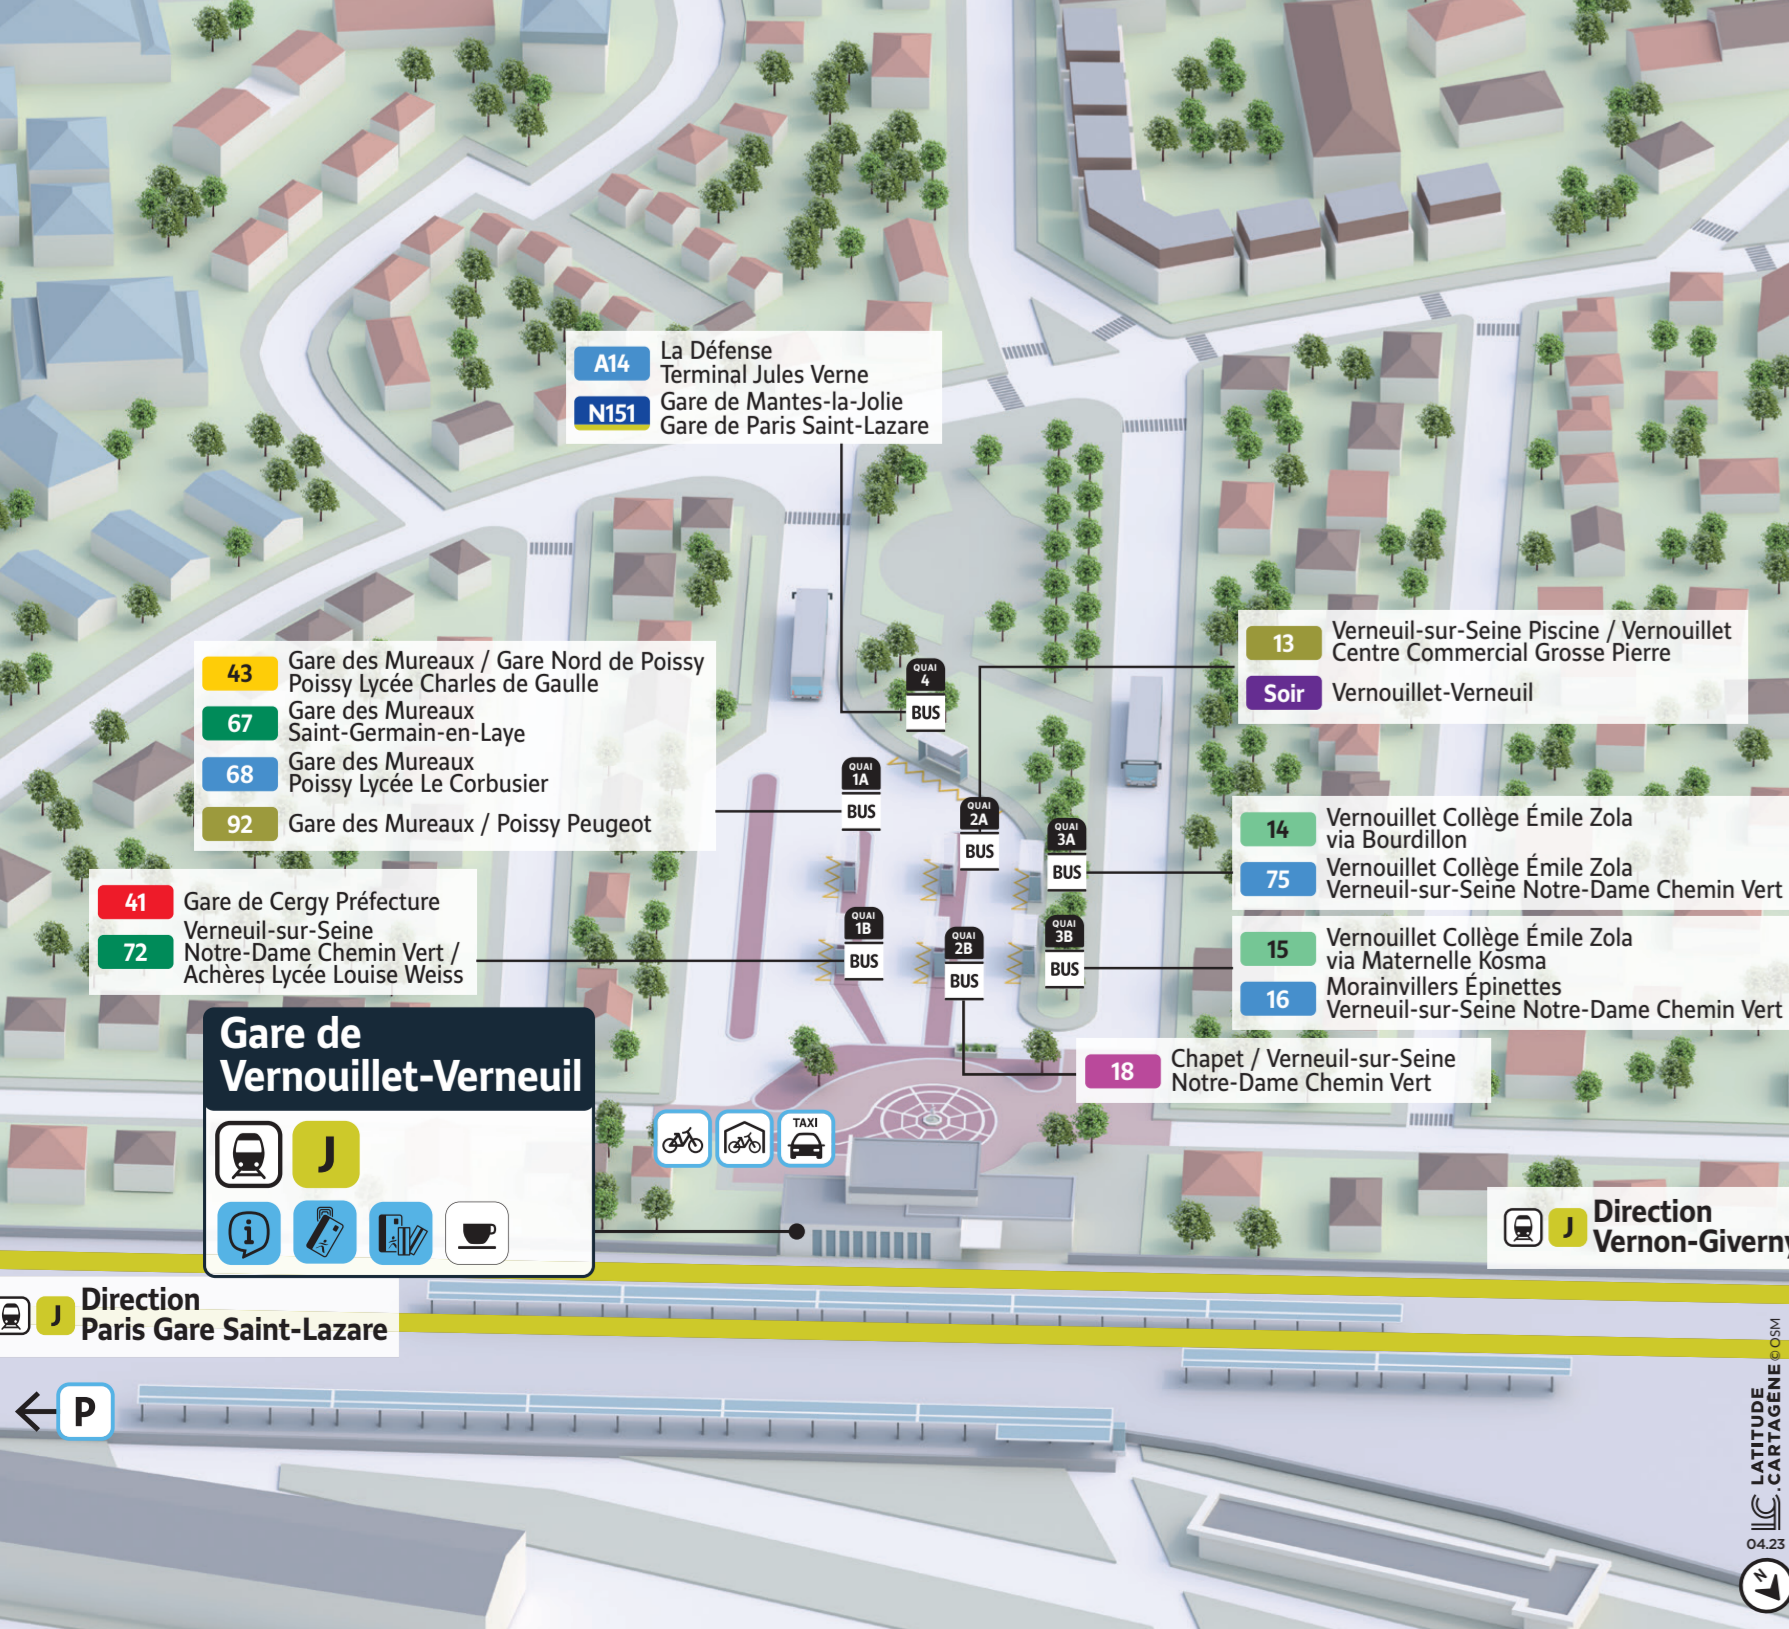 A14
La Défense
Terminal Jules Verne
N151
Gare de Mantes-la-Jolie
Gare de Paris Saint-Lazare
43
Gare des Mureaux / Gare Nord de Poissy
Poissy Lycée Charles de Gaulle
67
Gare des Mureaux
Saint-Germain-en-Laye
68
Gare des Mureaux
Poissy Lycée Le Corbusier
92
Gare des Mureaux / Poissy Peugeot
41
Gare de Cergy Préfecture
72
Verneuil-sur-Seine
Notre-Dame Chemin Vert /
Achères Lycée Louise Weiss
QUAI
4
BUS
QUAI
1A
BUS
QUAI
2A
BUS
QUAI
3A
BUS
QUAI
1B
BUS
QUAI
2B
BUS
QUAI
3B
BUS
13
Verneuil-sur-Seine Piscine / Vernouillet
Centre Commercial Grosse Pierre
Soir
Vernouillet-Verneuil
14
Vernouillet Collège Émile Zola
via Bourdillon
75
Vernouillet Collège Émile Zola
Verneuil-sur-Seine Notre-Dame Chemin Vert
15
Vernouillet Collège Émile Zola
via Maternelle Kosma
16
Morainvillers Épinettes
Verneuil-sur-Seine Notre-Dame Chemin Vert
18
Chapet / Verneuil-sur-Seine
Notre-Dame Chemin Vert
Gare de
Vernouillet-Verneuil
J
i
TAXI
J
Direction
Vernon-Giverny
J
Direction
Paris Gare Saint-Lazare
P
LC LATITUDE
.CARTAGÈNE © OSM
04.23
N